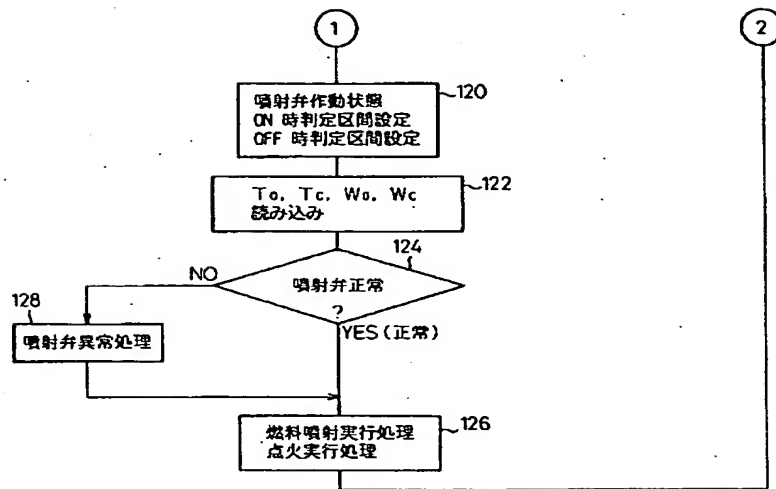 1
2
噴射弁作動状態
ON 時判定区間設定
OFF 時判定区間設定
120
To, Tc, Wo, Wc
読み込み
122
124
噴射弁正常
?
NO
YES (正常)
128
噴射弁異常処理
燃料噴射実行処理
点火実行処理
126